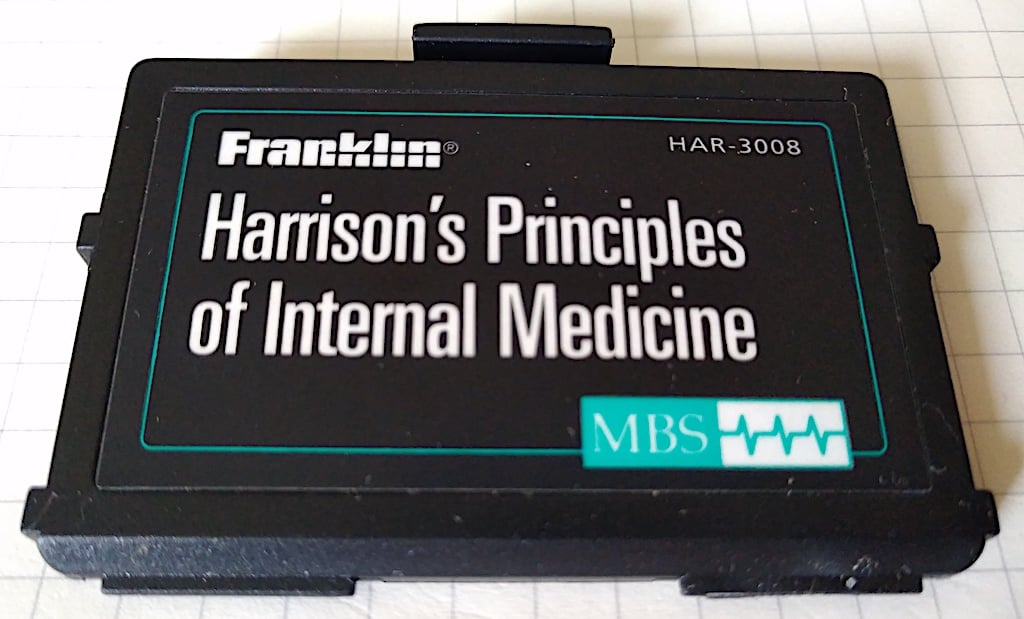 Franklin®
HAR-3008
Harrison's Principles
of Internal Medicine
MBS